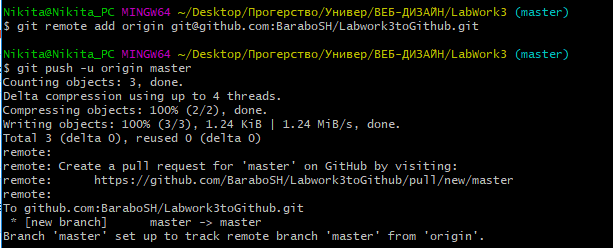 Nikita@Nikita_PC MINGW64 ~/Desktop/Прогерство/Универ/ВЕБ-ДИЗАЙН/LabWork3 (master)
$ git remote add origin git@github.com:BaraboSH/Labwork3toGithub.git
Nikita@Nikita_PC MINGW64 ~/Desktop/Прогерство/Универ/ВЕБ-ДИЗАЙН/LabWork3 (master)
$ git push -u origin master
Counting objects: 3, done.
Delta compression using up to 4 threads.
Compressing objects: 100% (2/2), done.
Writing objects: 100% (3/3), 1.24 KiB | 1.24 MiB/s, done.
Total 3 (delta 0), reused 0 (delta 0)
remote:
remote: Create a pull request for 'master' on GitHub by visiting:
remote:      https://github.com/BaraboSH/Labwork3toGithub/pull/new/master
remote:
To github.com:BaraboSH/Labwork3toGithub.git
 * [new branch]      master -> master
Branch 'master' set up to track remote branch 'master' from 'origin'.